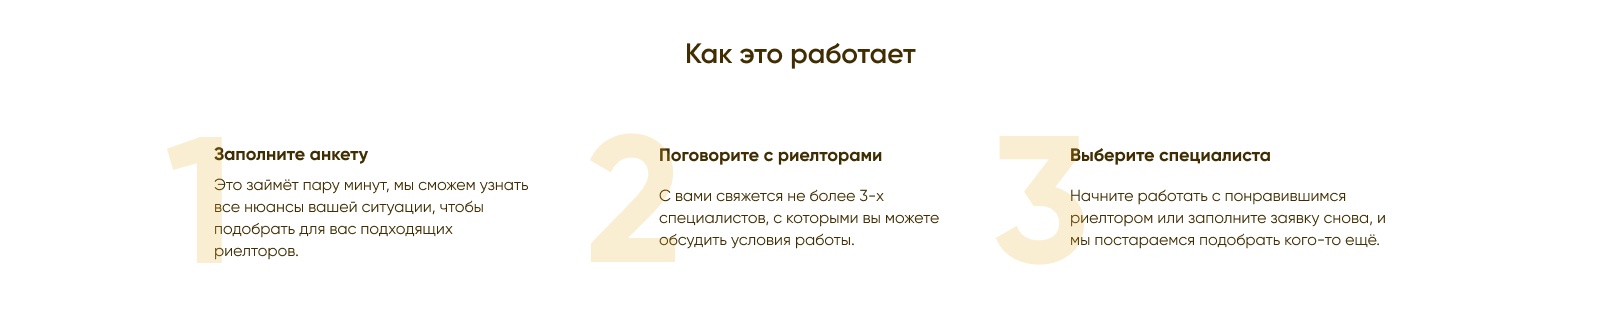 Как это работает
1
Заполните анкету
Это займёт пару минут, мы сможем узнать
все нюансы вашей ситуации, чтобы
подобрать для вас подходящих
риелторов.
2
Поговорите с риелторами
С вами свяжется не более 3-х
специалистов, с которыми вы можете
обсудить условия работы.
3
Выберите специалиста
Начните работать с понравившимся
риелтором или заполните заявку снова, и
мы постараемся подобрать кого-то ещё.